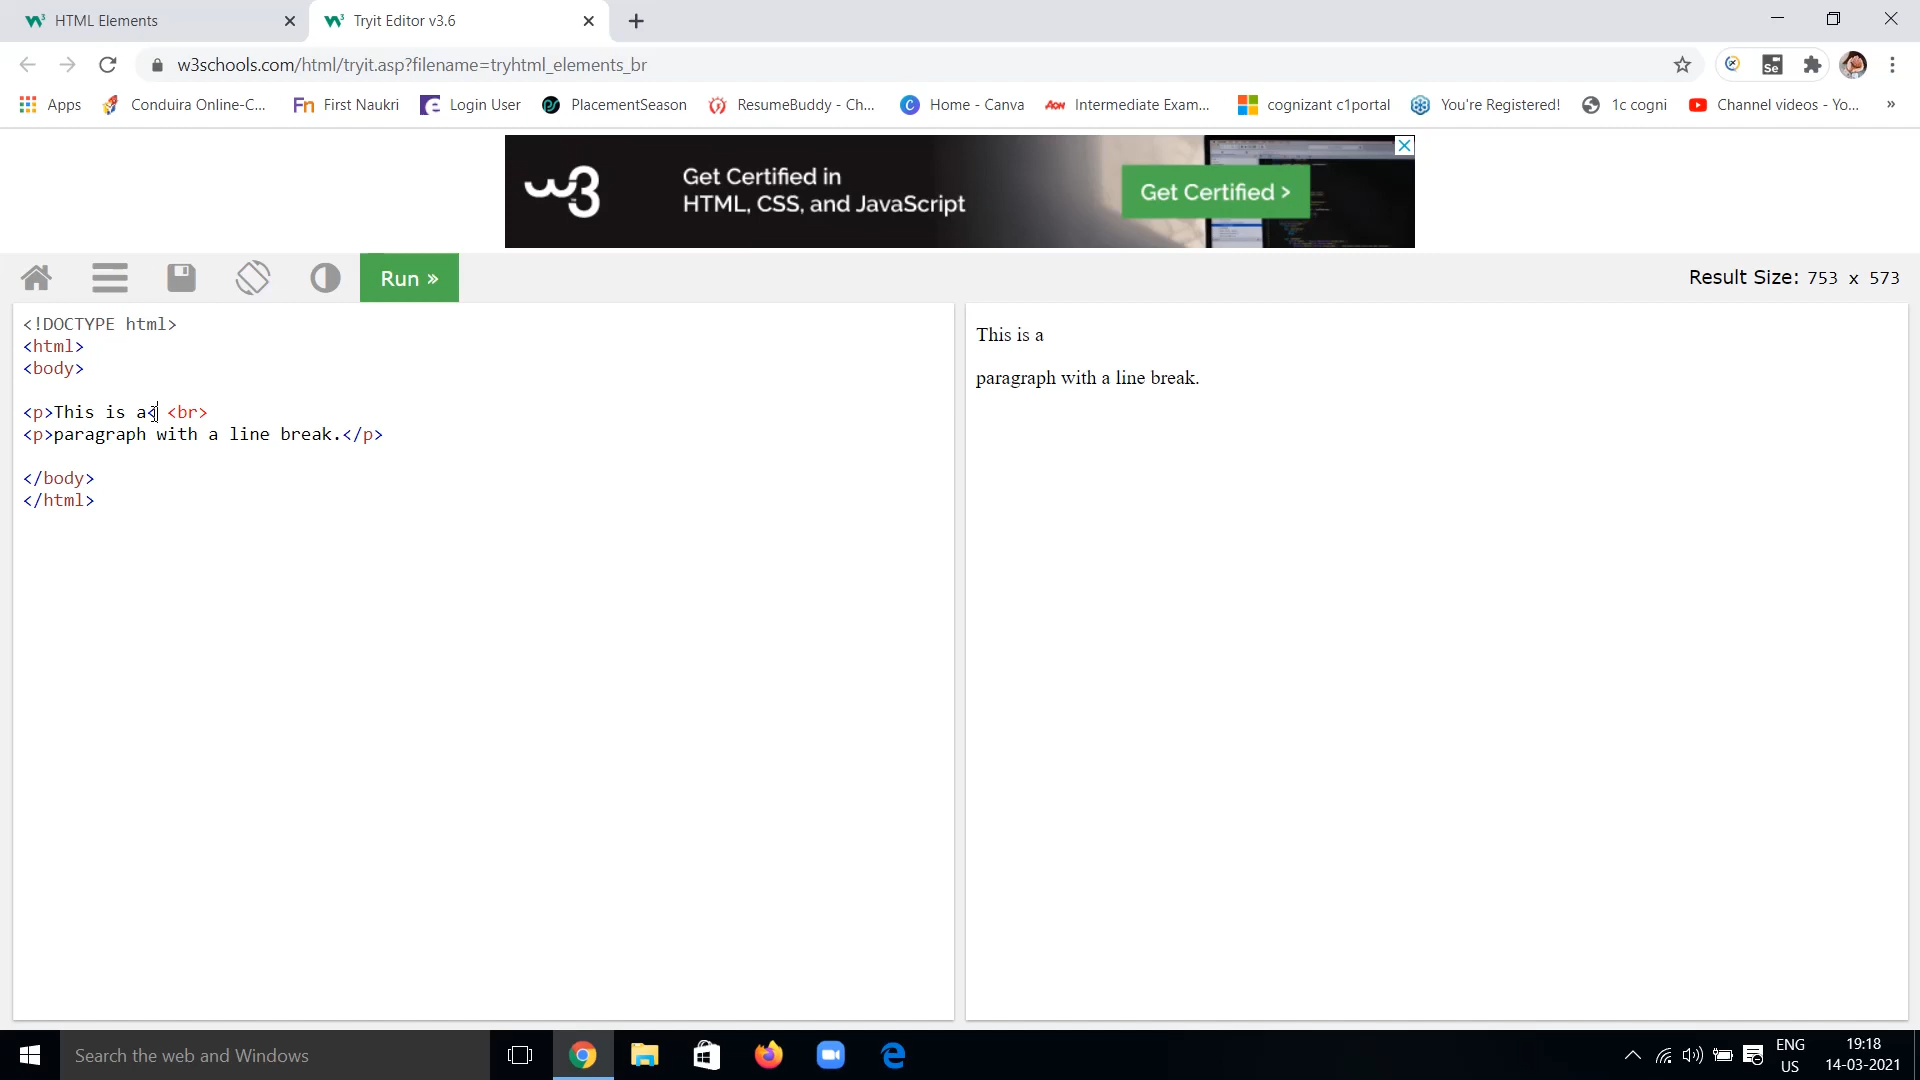 HTML Elements
Tryit Editor v3.6
w3schools.com/html/tryit.asp?filename=tryhtml_elements_br
Se
Apps
Conduira Online-C...
Fn First Naukri
Login User
PlacementSeason
ResumeBuddy - Ch...
C Home - Canva
Aon Intermediate Exam...
cognizant c1portal
You're Registered!
1c cogni
Channel videos - Yo...
»
w3
Get Certified in
HTML, CSS, and JavaScript
Get Certified >
Run »
Result Size: 753 x 573
<!DOCTYPE html>
<html>
<body>
<p>This is a< <br>
<p>paragraph with a line break.</p>
</body>
</html>
This is a
paragraph with a line break.
Search the web and Windows
ENG
US
19:18
14-03-2021